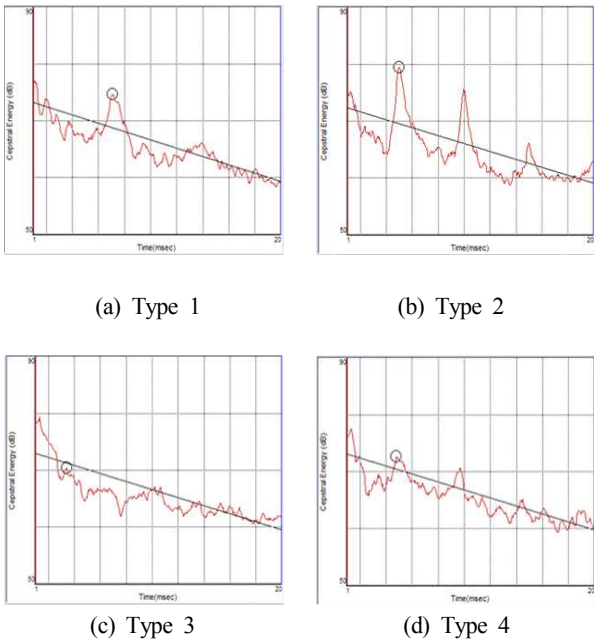 90
Cepstral Energy (dB)
50
1
Time(msec)
20
(a) Type 1
90
Cepstral Energy (dB)
50
1
Time(msec)
20
(b) Type 2
90
Cepstral Energy (dB)
50
1
Time(msec)
20
(c) Type 3
90
Cepstral Energy (dB)
50
1
Time(msec)
20
(d) Type 4